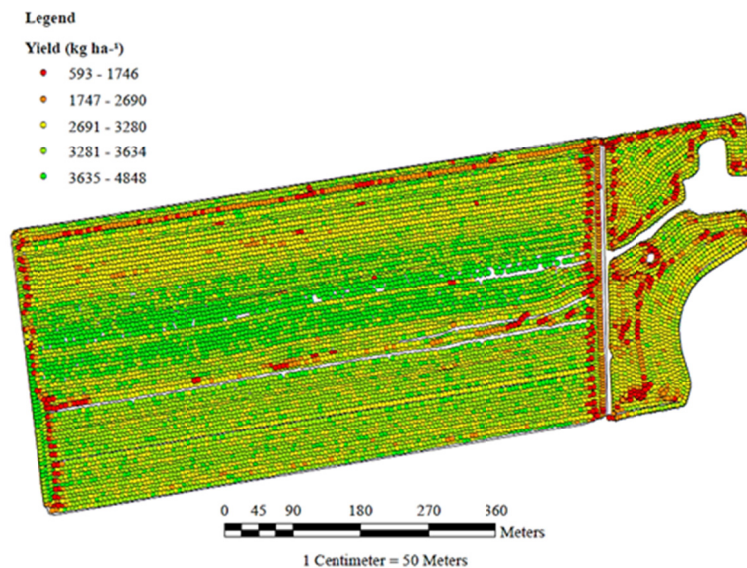 Legend
Yield (kg ha-¹)
593 - 1746
1747 - 2690
2691 - 3280
3281 - 3634
3635 - 4848
0 45 90 180 270 360
Meters
1 Centimeter = 50 Meters